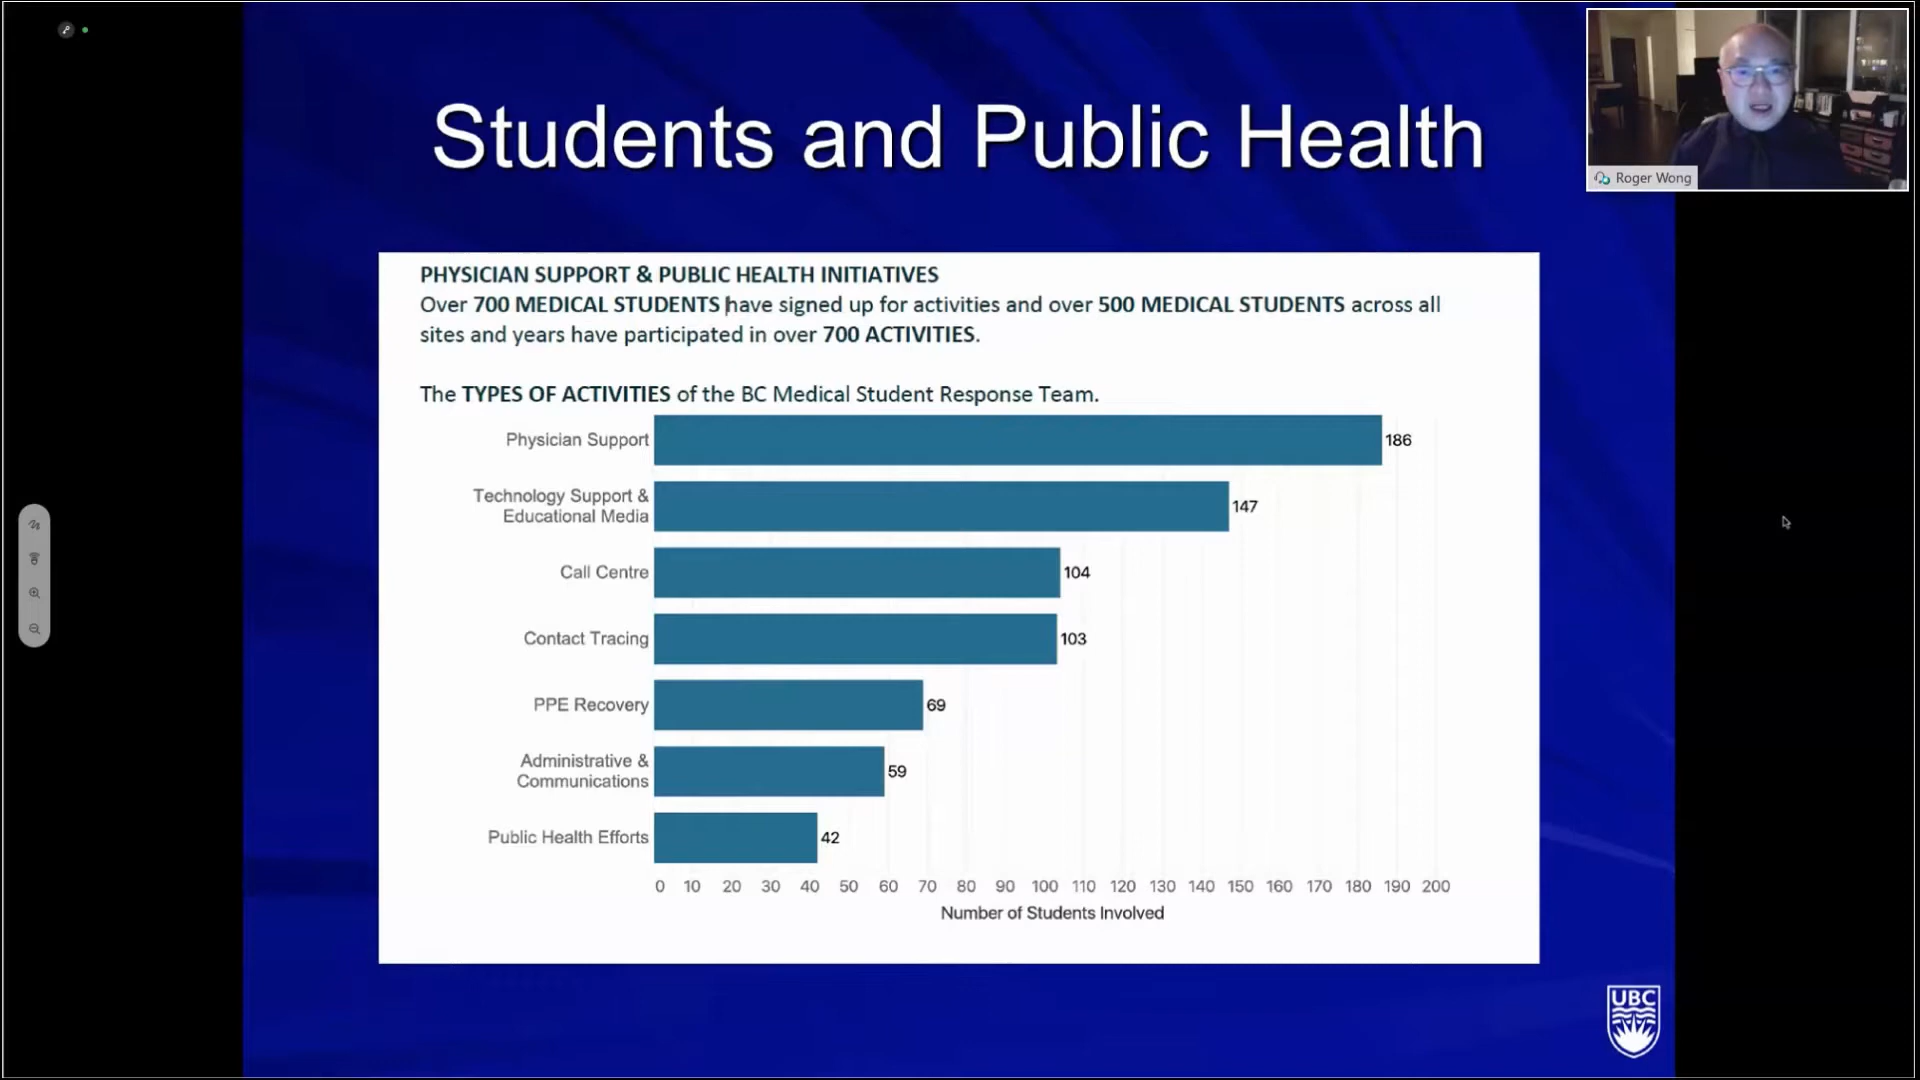 Students and Public Health
Roger Wong
PHYSICIAN SUPPORT & PUBLIC HEALTH INITIATIVES
Over 700 MEDICAL STUDENTS have signed up for activities and over 500 MEDICAL STUDENTS across all
sites and years have participated in over 700 ACTIVITIES.
The TYPES OF ACTIVITIES of the BC Medical Student Response Team.
Physician Support 186
Technology Support &
Educational Media 147
Call Centre 104
Contact Tracing 103
PPE Recovery 69
Administrative &
Communications 59
Public Health Efforts 42
0 10 20 30 40 50 60 70 80 90 100 110 120 130 140 150 160 170 180 190 200
Number of Students Involved
UBC